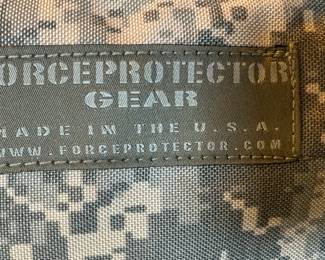 FORCEPROTECTOR
GEAR
MADE IN THE U.S.A.
WWW.FORCEPROTECTOR.COM